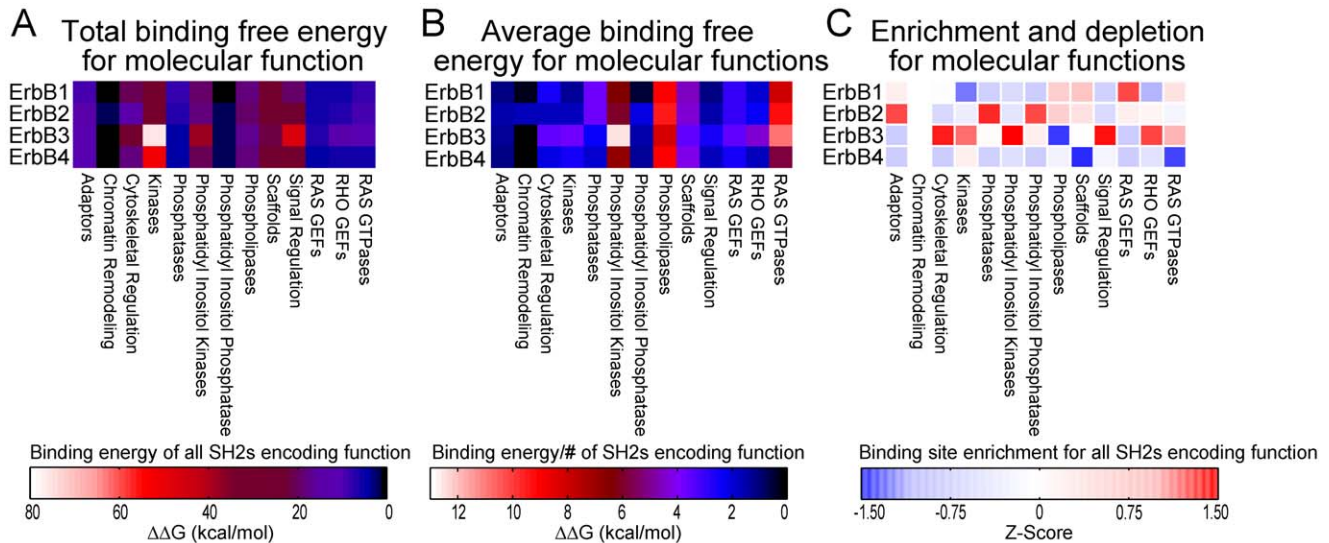 A
Total binding free energy
for molecular function
ErbB1
ErbB2
ErbB3
ErbB4
Adaptors
Chromatin Remodeling
Cytoskeletal Regulation
Kinases
Phosphatases
Phosphatidyl Inositol Kinases
Phosphatidyl Inositol Phosphatase
Phospholipases
Scaffolds
Signal Regulation
RAS GEFs
RHO GEFs
RAS GTPases
Binding energy of all SH2s encoding function
80 60 40 20 0
ΔΔG (kcal/mol)
B
Average binding free
energy for molecular functions
ErbB1
ErbB2
ErbB3
ErbB4
Adaptors
Chromatin Remodeling
Cytoskeletal Regulation
Kinases
Phosphatases
Phosphatidyl Inositol Kinases
Phosphatidyl Inositol Phosphatase
Phospholipases
Scaffolds
Signal Regulation
RAS GEFs
RHO GEFs
RAS GTPases
Binding energy/# of SH2s encoding function
12 10 8 6 4 2 0
ΔΔG (kcal/mol)
C
Enrichment and depletion
for molecular functions
ErbB1
ErbB2
ErbB3
ErbB4
Adaptors
Chromatin Remodeling
Cytoskeletal Regulation
Kinases
Phosphatases
Phosphatidyl Inositol Kinases
Phosphatidyl Inositol Phosphatase
Phospholipases
Scaffolds
Signal Regulation
RAS GEFs
RHO GEFs
RAS GTPases
Binding site enrichment for all SH2s encoding function
-1.50 -0.75 0 0.75 1.50
Z-Score